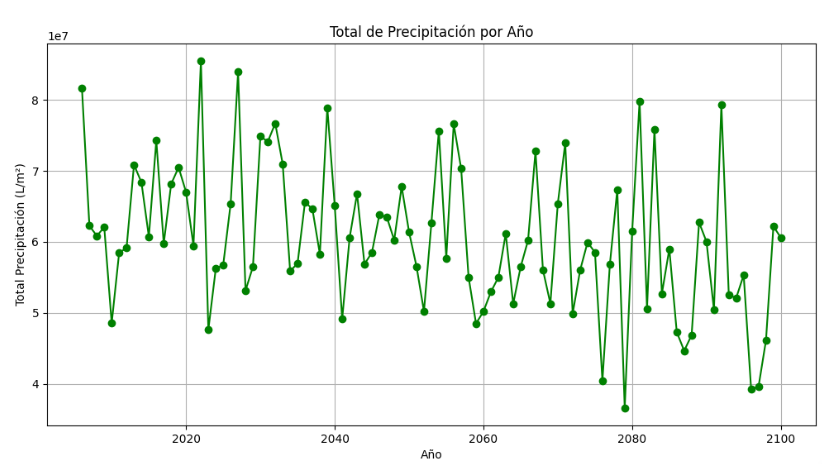 Total de Precipitación por Año
1e7
8
7
6
5
4
Total Precipitación (L/m²)
2020 2040 2060 2080 2100
Año